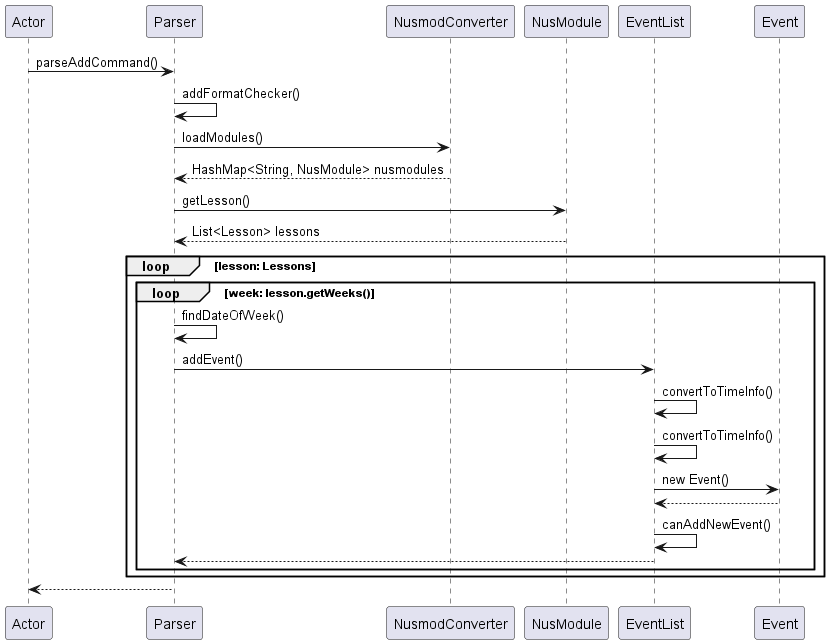 Actor Parser NusmodConverter NusModule EventList Event
parseAddCommand()
addFormatChecker()
loadModules()
HashMap<String, NusModule> nusmodules
getLesson()
List<Lesson> lessons
loop [lesson: Lessons]
loop [week: lesson.getWeeks()]
findDateOfWeek()
addEvent()
convertToTimeInfo()
convertToTimeInfo()
new Event()
canAddNewEvent()
Actor Parser NusmodConverter NusModule EventList Event